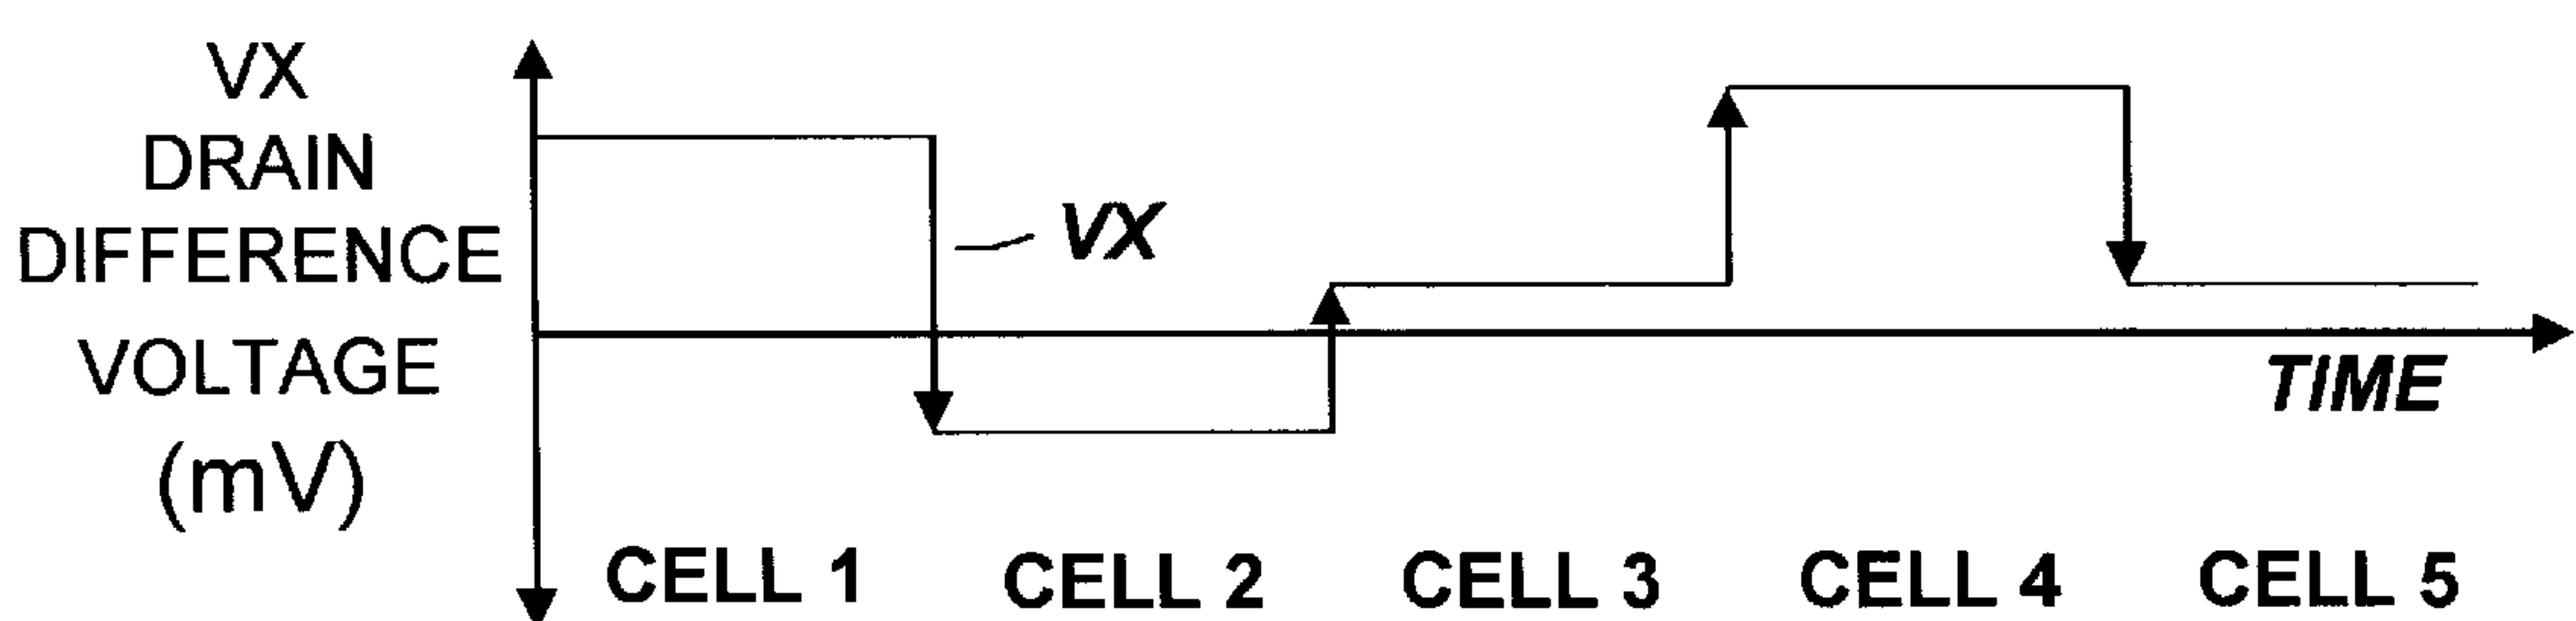 VX
DRAIN
DIFFERENCE
VOLTAGE
(mV)
VX
TIME
CELL 1
CELL 2
CELL 3
CELL 4
CELL 5